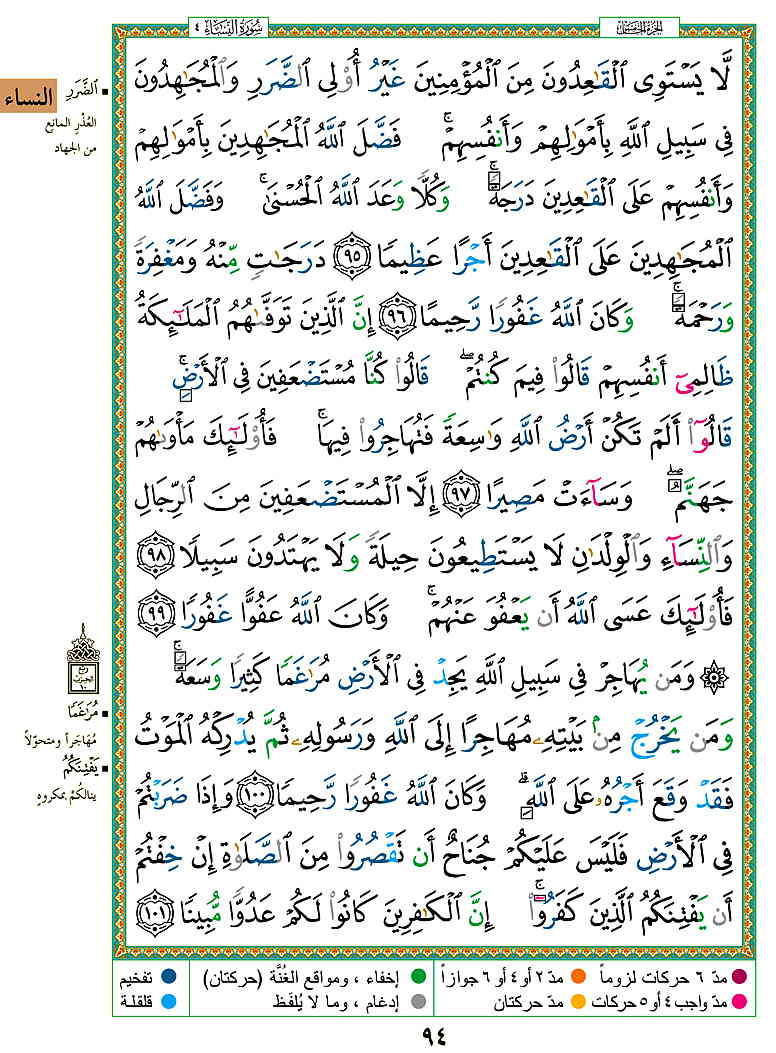 سُورَةُ النِّسَاءِ ٤
الجزء الخامس
لَّا يَسْتَوِى ٱلْقَـٰعِدُونَ مِنَ ٱلْمُؤْمِنِينَ غَيْرُ أُو۟لِى ٱلضَّرَرِ وَٱلْمُجَـٰهِدُونَ
فِى سَبِيلِ ٱللَّهِ بِأَمْوَٰلِهِمْ وَأَنفُسِهِمْ ۚ فَضَّلَ ٱللَّهُ ٱلْمُجَـٰهِدِينَ بِأَمْوَٰلِهِمْ
وَأَنفُسِهِمْ عَلَى ٱلْقَـٰعِدِينَ دَرَجَةً ۚ وَكُلًّا وَعَدَ ٱللَّهُ ٱلْحُسْنَىٰ ۚ وَفَضَّلَ ٱللَّهُ
ٱلْمُجَـٰهِدِينَ عَلَى ٱلْقَـٰعِدِينَ أَجْرًا عَظِيمًا ٩٥ دَرَجَـٰتٍ مِّنْهُ وَمَغْفِرَةً
وَرَحْمَةً ۚ وَكَانَ ٱللَّهُ غَفُورًا رَّحِيمًا ٩٦ إِنَّ ٱلَّذِينَ تَوَفَّىٰهُمُ ٱلْمَلَـٰٓئِكَةُ
ظَالِمِىٓ أَنفُسِهِمْ قَالُوا۟ فِيمَ كُنتُمْ ۖ قَالُوا۟ كُنَّا مُسْتَضْعَفِينَ فِى ٱلْأَرْضِ ۚ
قَالُوٓا۟ أَلَمْ تَكُنْ أَرْضُ ٱللَّهِ وَٰسِعَةً فَتُهَاجِرُوا۟ فِيهَا ۚ فَأُو۟لَـٰٓئِكَ مَأْوَىٰهُمْ
جَهَنَّمُ ۖ وَسَآءَتْ مَصِيرًا ٩٧ إِلَّا ٱلْمُسْتَضْعَفِينَ مِنَ ٱلرِّجَالِ
وَٱلنِّسَآءِ وَٱلْوِلْدَٰنِ لَا يَسْتَطِيعُونَ حِيلَةً وَلَا يَهْتَدُونَ سَبِيلًا ٩٨
فَأُو۟لَـٰٓئِكَ عَسَى ٱللَّهُ أَن يَعْفُوَ عَنْهُمْ ۚ وَكَانَ ٱللَّهُ عَفُوًّا غَفُورًا ٩٩
۞ وَمَن يُهَاجِرْ فِى سَبِيلِ ٱللَّهِ يَجِدْ فِى ٱلْأَرْضِ مُرَٰغَمًا كَثِيرًا وَسَعَةً ۚ
وَمَن يَخْرُجْ مِنۢ بَيْتِهِۦ مُهَاجِرًا إِلَى ٱللَّهِ وَرَسُولِهِۦ ثُمَّ يُدْرِكْهُ ٱلْمَوْتُ
فَقَدْ وَقَعَ أَجْرُهُۥ عَلَى ٱللَّهِ ۗ وَكَانَ ٱللَّهُ غَفُورًا رَّحِيمًا ١٠٠ وَإِذَا ضَرَبْتُمْ
فِى ٱلْأَرْضِ فَلَيْسَ عَلَيْكُمْ جُنَاحٌ أَن تَقْصُرُوا۟ مِنَ ٱلصَّلَوٰةِ إِنْ خِفْتُمْ
أَن يَفْتِنَكُمُ ٱلَّذِينَ كَفَرُوٓا۟ ۚ إِنَّ ٱلْكَـٰفِرِينَ كَانُوا۟ لَكُمْ عَدُوًّا مُّبِينًا ١٠١
النساء
ٱلضَّرَرِ
العُذْرِ المانِع
من الجهاد
ربع الحزب ١٠
مُرَٰغَمًا
مُهَاجَراً ومتحوّلاً
يَفْتِنَكُمُ
ينالكُمْ بمكروهٍ
مدّ ٦ حركات لزوماً
مدّ ٢ أو ٤ أو ٦ جوازاً
إخفاء ، ومواقع الغُنَّة (حركتان)
تفخيم
مدّ واجب ٤ أو ٥ حركات
مدّ حركتان
إدغام ، وما لا يُلفَظ
قلقلة
٩٤